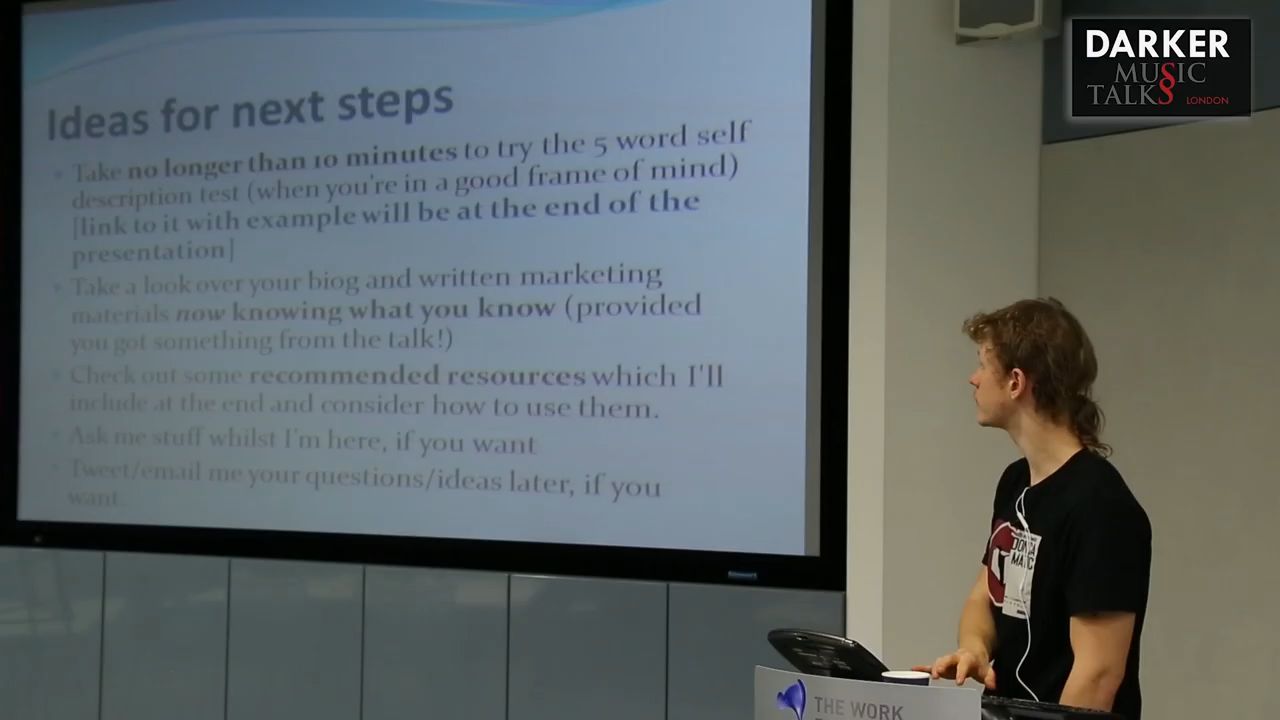 DARKER
MUSIC
TALKS LONDON
Ideas for next steps
Take no longer than 10 minutes to try the 5 word self
description test (when you're in a good frame of mind)
[link to it with example will be at the end of the
presentation]
Take a look over your biog and written marketing
materials now knowing what you know (provided
you got something from the talk!)
Check out some recommended resources which I'll
include at the end and consider how to use them.
Ask me stuff whilst I'm here, if you want
Tweet/email me your questions/ideas later, if you
want.
THE WORK